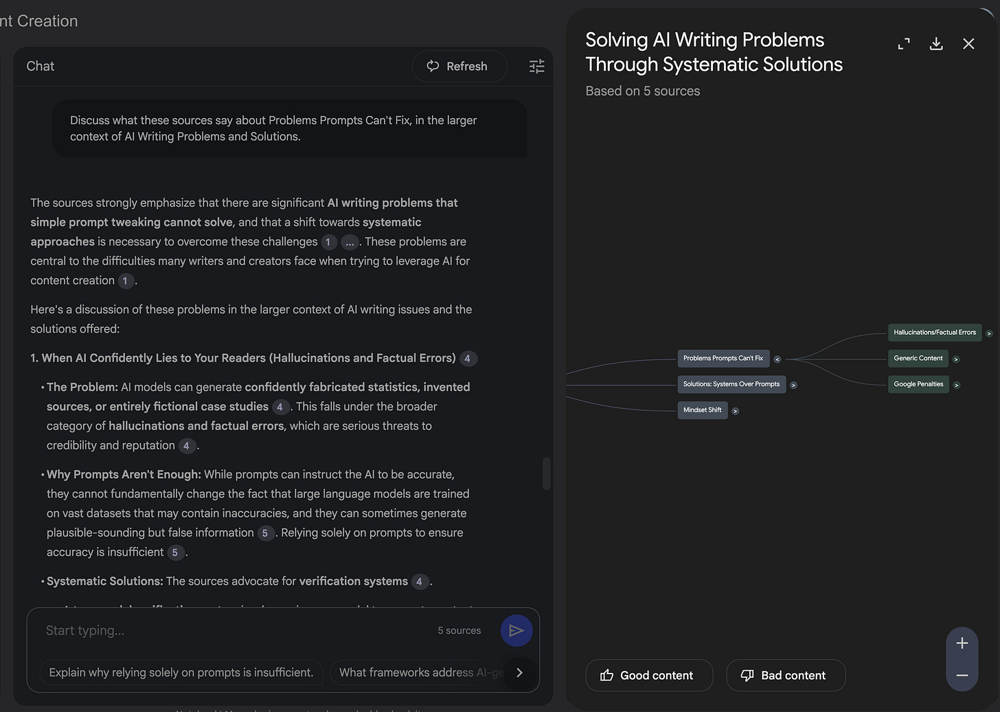 nt Creation
Chat
Refresh
Discuss what these sources say about Problems Prompts Can't Fix, in the larger
context of AI Writing Problems and Solutions.
The sources strongly emphasize that there are significant AI writing problems that
simple prompt tweaking cannot solve, and that a shift towards systematic
approaches is necessary to overcome these challenges 1 ... . These problems are
central to the difficulties many writers and creators face when trying to leverage AI for
content creation 1 .
Here's a discussion of these problems in the larger context of AI writing issues and the
solutions offered:
1. When AI Confidently Lies to Your Readers (Hallucinations and Factual Errors) 4
• The Problem: AI models can generate confidently fabricated statistics, invented
sources, or entirely fictional case studies 4 . This falls under the broader
category of hallucinations and factual errors, which are serious threats to
credibility and reputation 4 .
• Why Prompts Aren't Enough: While prompts can instruct the AI to be accurate,
they cannot fundamentally change the fact that large language models are trained
on vast datasets that may contain inaccuracies, and they can sometimes generate
plausible-sounding but false information 5 . Relying solely on prompts to ensure
accuracy is insufficient 5 .
• Systematic Solutions: The sources advocate for verification systems 4 .
Start typing...
5 sources
Explain why relying solely on prompts is insufficient.
What frameworks address AI-ge
Solving AI Writing Problems
Through Systematic Solutions
Based on 5 sources
Problems Prompts Can't Fix
Solutions: Systems Over Prompts
Mindset Shift
Hallucinations/Factual Errors
Generic Content
Google Penalties
Good content
Bad content